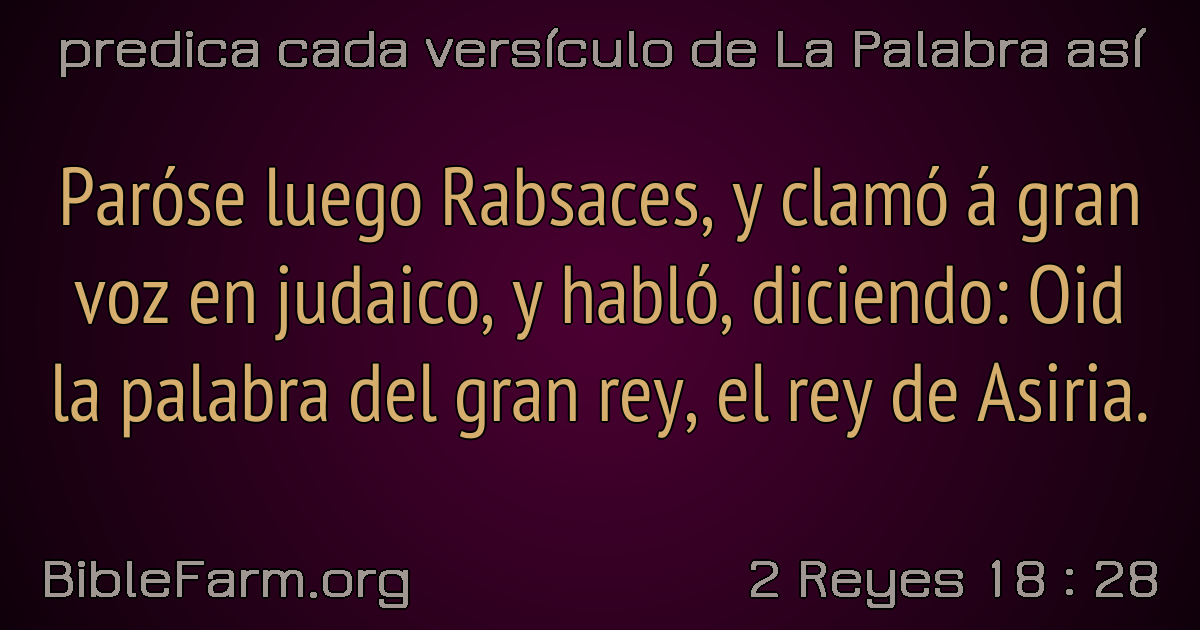 predica cada versículo de La Palabra así
Paróse luego Rabsaces, y clamó á gran
voz en judaico, y habló, diciendo: Oid
la palabra del gran rey, el rey de Asiria.
BibleFarm.org
2 Reyes 18 : 28